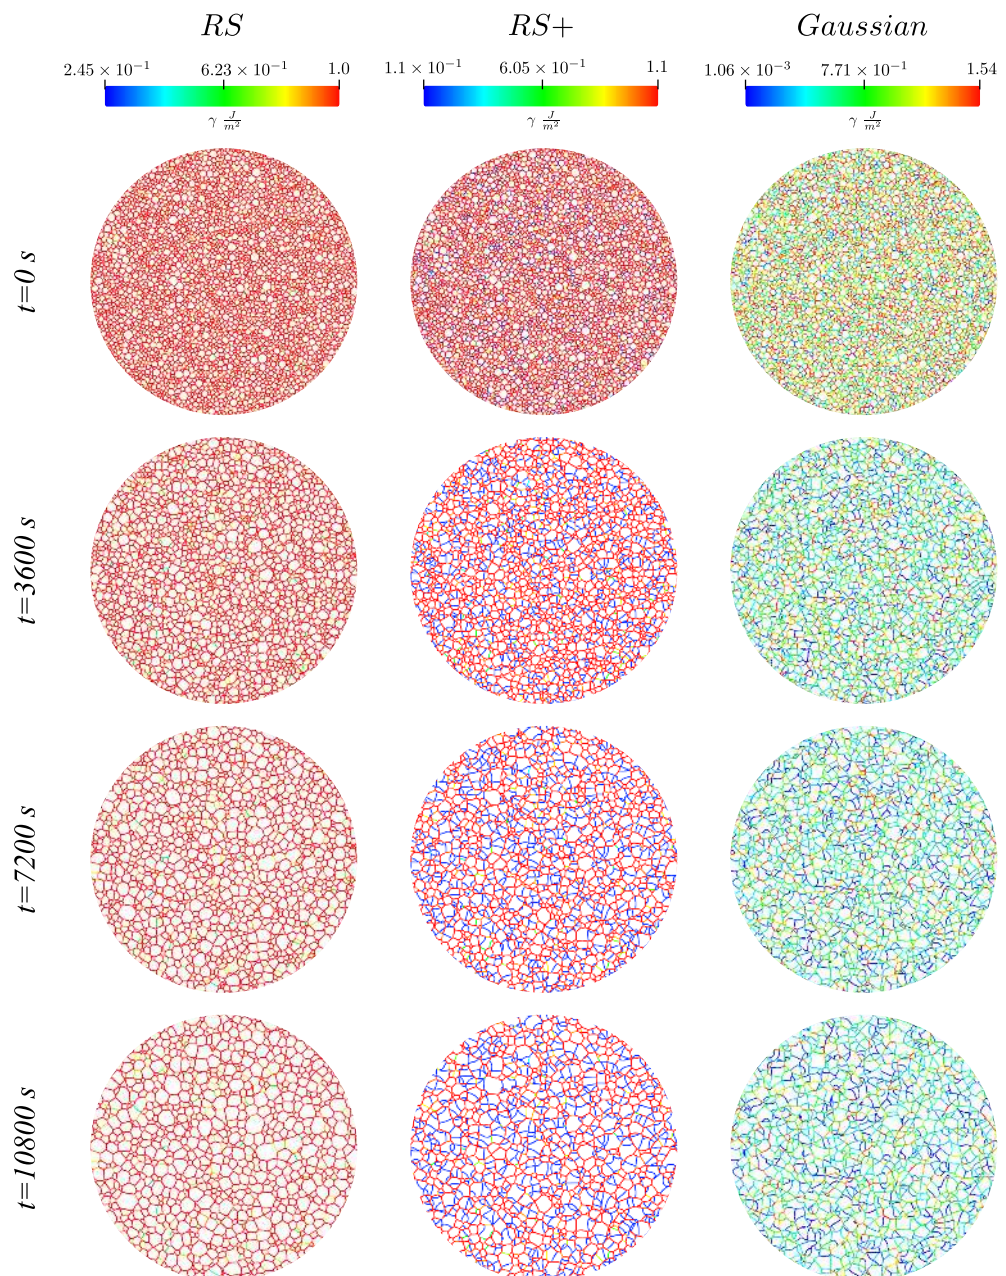 RS RS+ Gaussian
2.45 × 10⁻¹ 6.23 × 10⁻¹ 1.0 1.1 × 10⁻¹ 6.05 × 10⁻¹ 1.1 1.06 × 10⁻³ 7.71 × 10⁻¹ 1.54
γ J/m² γ J/m² γ J/m²
t=0 s
t=3600 s
t=7200 s
t=10800 s